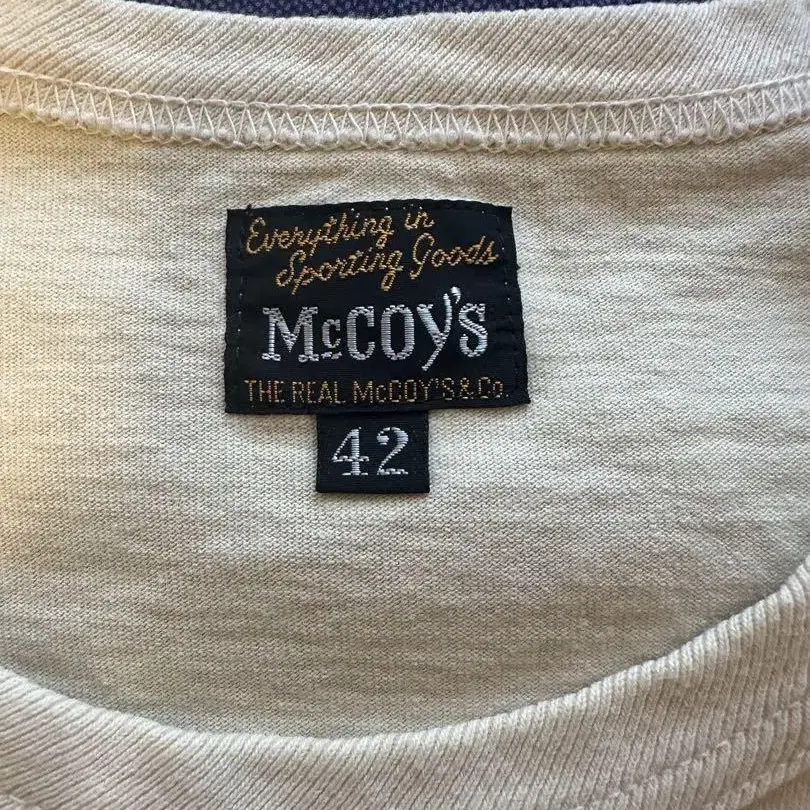 Everything in
Sporting Goods
McCOY'S
THE REAL McCOY'S & Co.
42